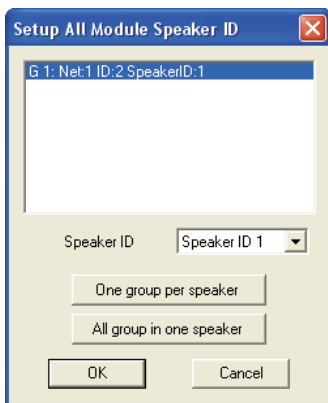 Setup All Module Speaker ID
G 1: Net:1 ID:2 SpeakerID:1
Speaker ID Speaker ID 1
One group per speaker
All group in one speaker
OK Cancel